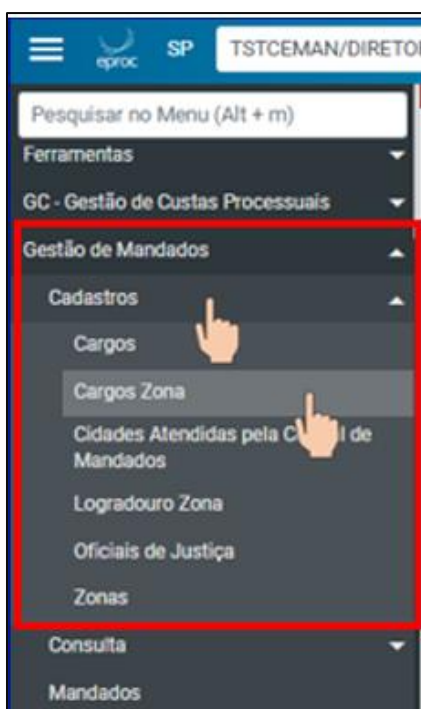 eproc SP TSTCEMAN/DIRETO
Pesquisar no Menu (Alt + m)
Ferramentas
GC - Gestão de Custas Processuais
Gestão de Mandados
Cadastros
Cargos
Cargos Zona
Cidades Atendidas pela C l de
Mandados
Logradouro Zona
Oficiais de Justiça
Zonas
Consulta
Mandados